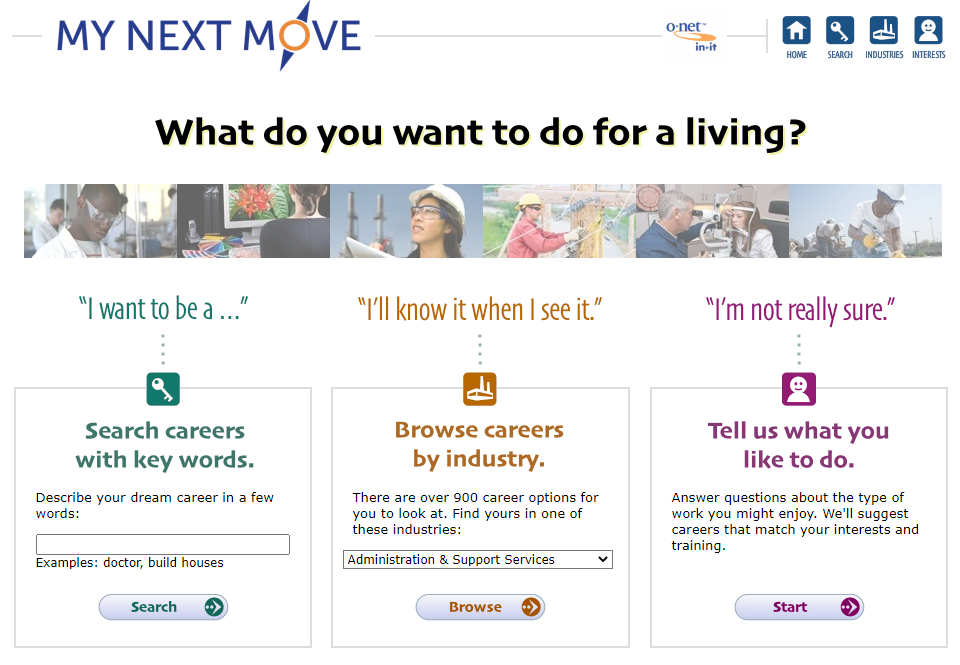 MY NEXT MOVE
o·net™
in-it
HOME
SEARCH
INDUSTRIES
INTERESTS
What do you want to do for a living?
“I want to be a ...”
Search careers
with key words.
Describe your dream career in a few
words:
Examples: doctor, build houses
Search
“I’ll know it when I see it.”
Browse careers
by industry.
There are over 900 career options for
you to look at. Find yours in one of
these industries:
Administration & Support Services
Browse
“I’m not really sure.”
Tell us what you
like to do.
Answer questions about the type of
work you might enjoy. We'll suggest
careers that match your interests and
training.
Start